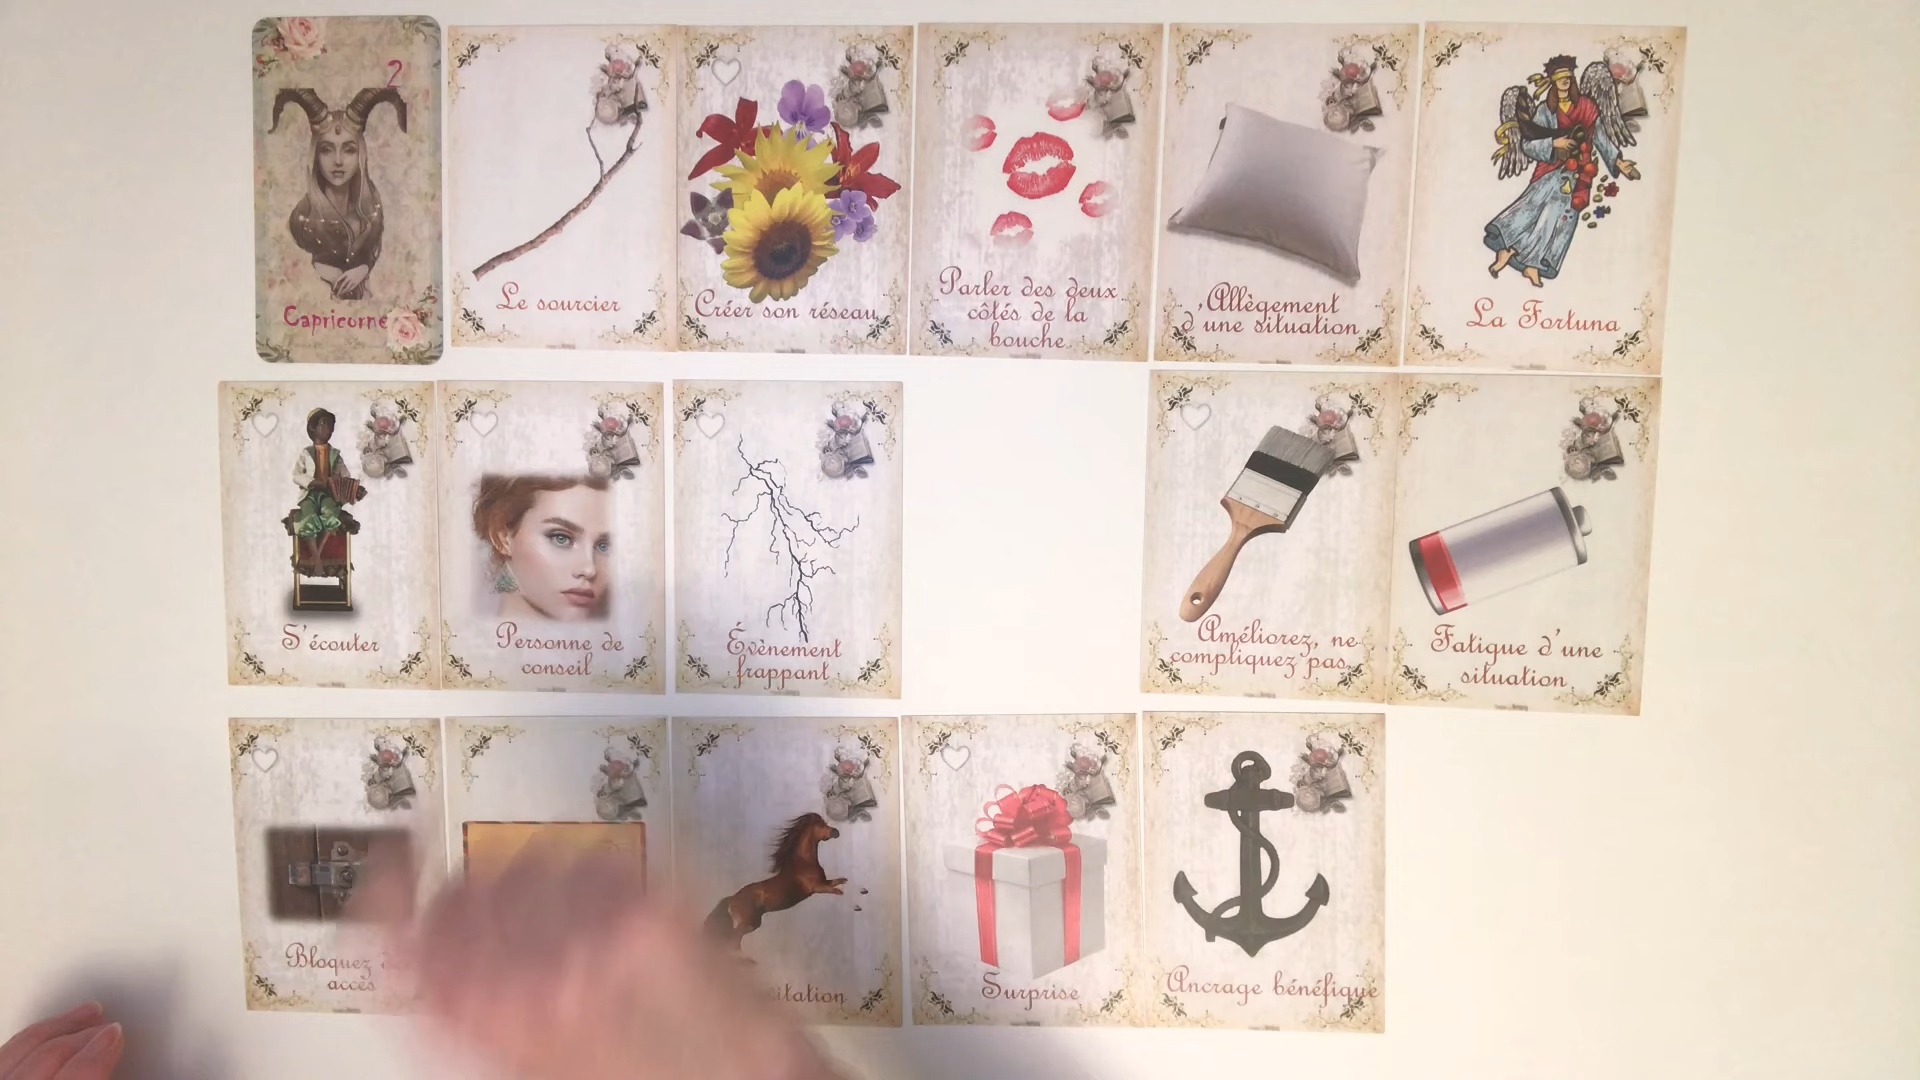 2
Capricorne
Le sourcier
Créer son réseau
Parler des deux
côtés de la
bouche
Allègement
d'une situation
La Fortuna
S'écouter
Personne de
conseil
Évènement
frappant
Améliorez, ne
compliquez pas
Fatigue d'une
situation
Bloquez
accès
Surprise
Ancrage bénéfique